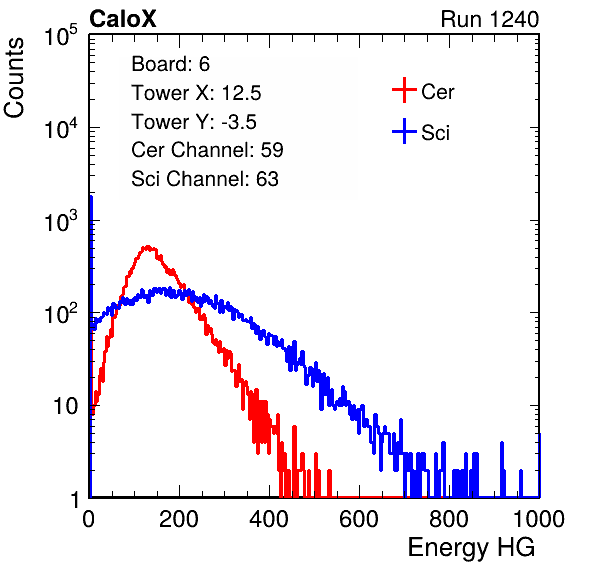 CaloX Run 1240
Counts
Board: 6
Tower X: 12.5
Tower Y: -3.5
Cer Channel: 59
Sci Channel: 63
Cer
Sci
10^5
10^4
10^3
10^2
10
1
0 200 400 600 800 1000
Energy HG